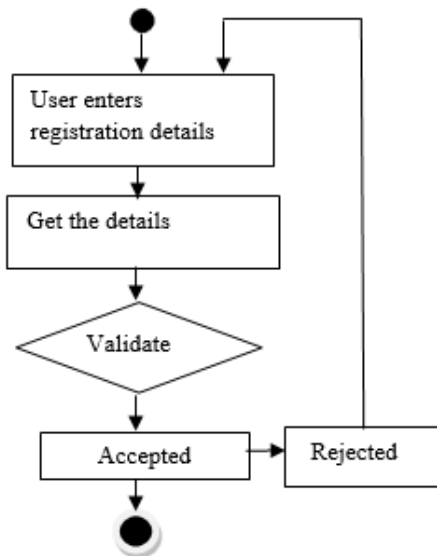 User enters
registration details
Get the details
Validate
Accepted
Rejected